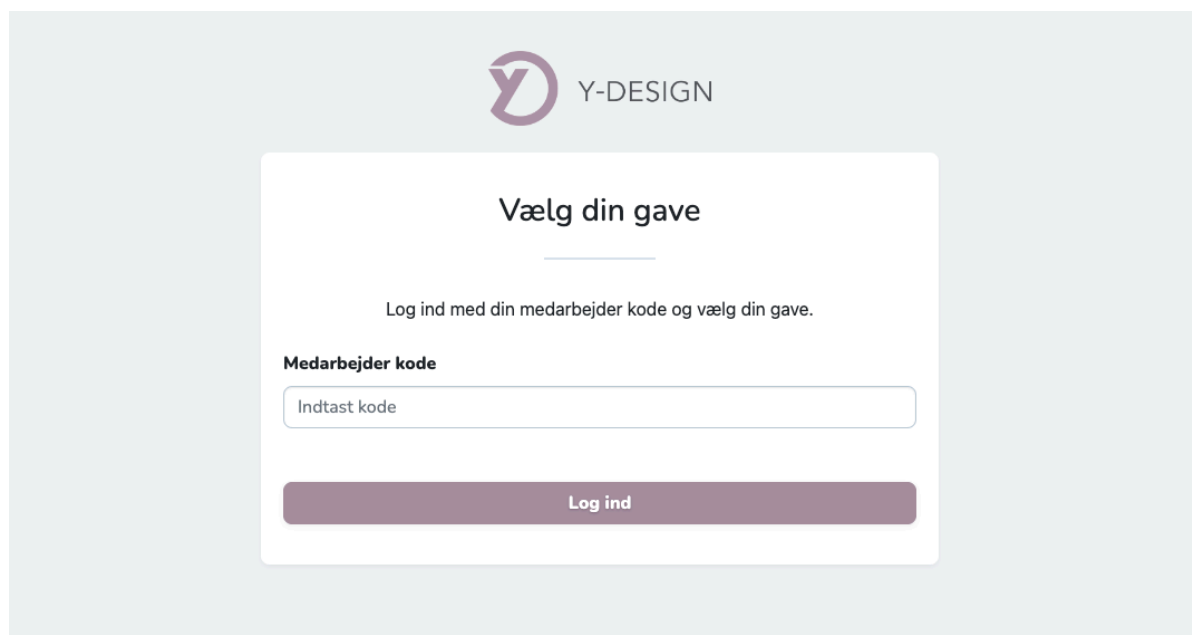 Y-DESIGN
Vælg din gave
Log ind med din medarbejder kode og vælg din gave.
Medarbejder kode
Indtast kode
Log ind